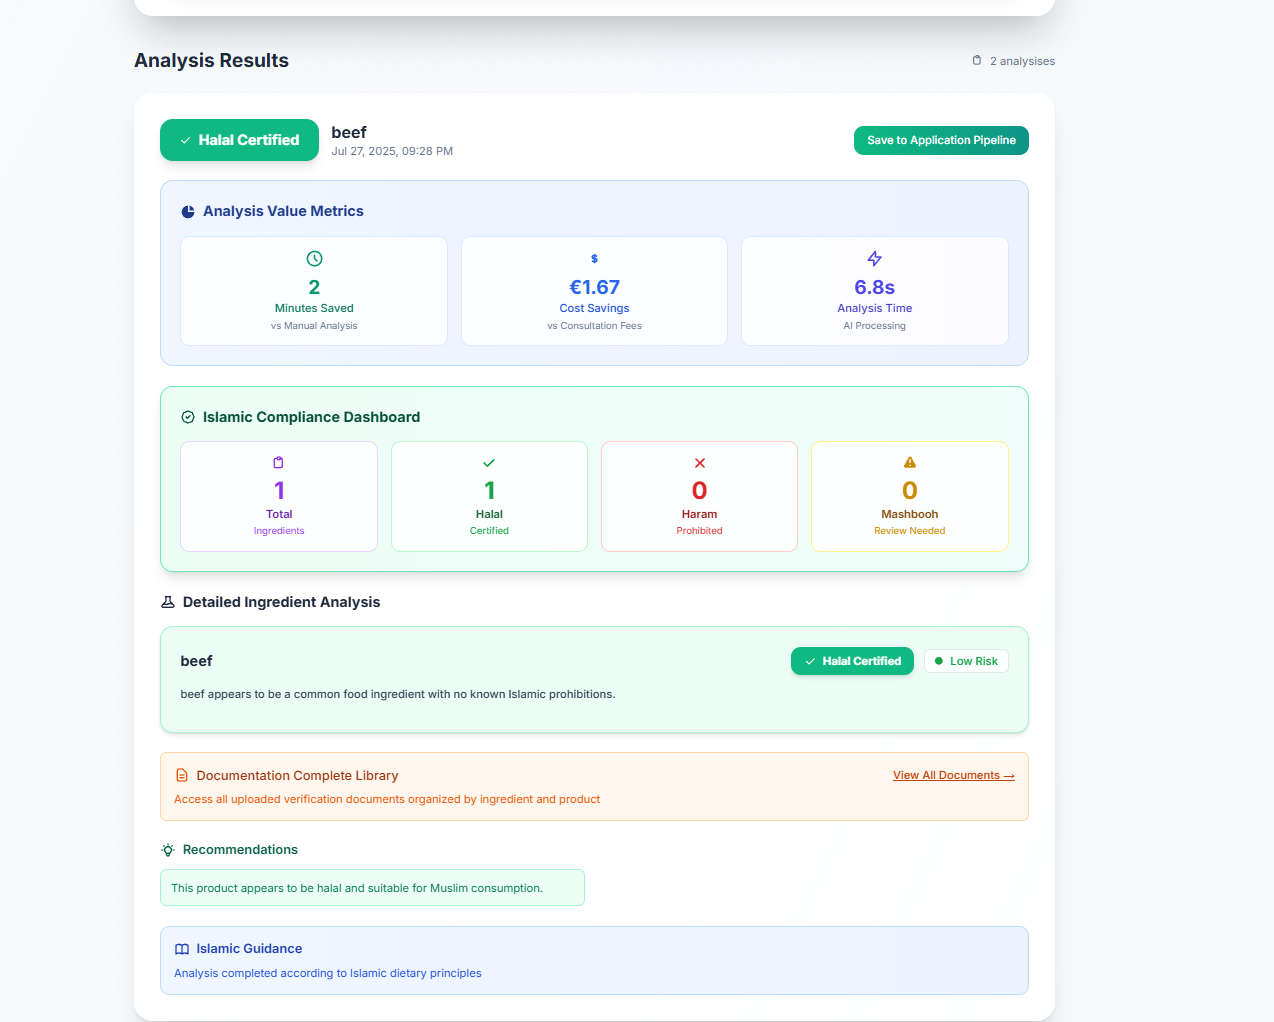 Analysis Results
2 analysises
Halal Certified
beef
Jul 27, 2025, 09:28 PM
Save to Application Pipeline
Analysis Value Metrics
2
Minutes Saved
vs Manual Analysis
$
€1.67
Cost Savings
vs Consultation Fees
6.8s
Analysis Time
AI Processing
Islamic Compliance Dashboard
1
Total
Ingredients
1
Halal
Certified
0
Haram
Prohibited
0
Mashbooh
Review Needed
Detailed Ingredient Analysis
beef
Halal Certified
Low Risk
beef appears to be a common food ingredient with no known Islamic prohibitions.
Documentation Complete Library
View All Documents →
Access all uploaded verification documents organized by ingredient and product
Recommendations
This product appears to be halal and suitable for Muslim consumption.
Islamic Guidance
Analysis completed according to Islamic dietary principles